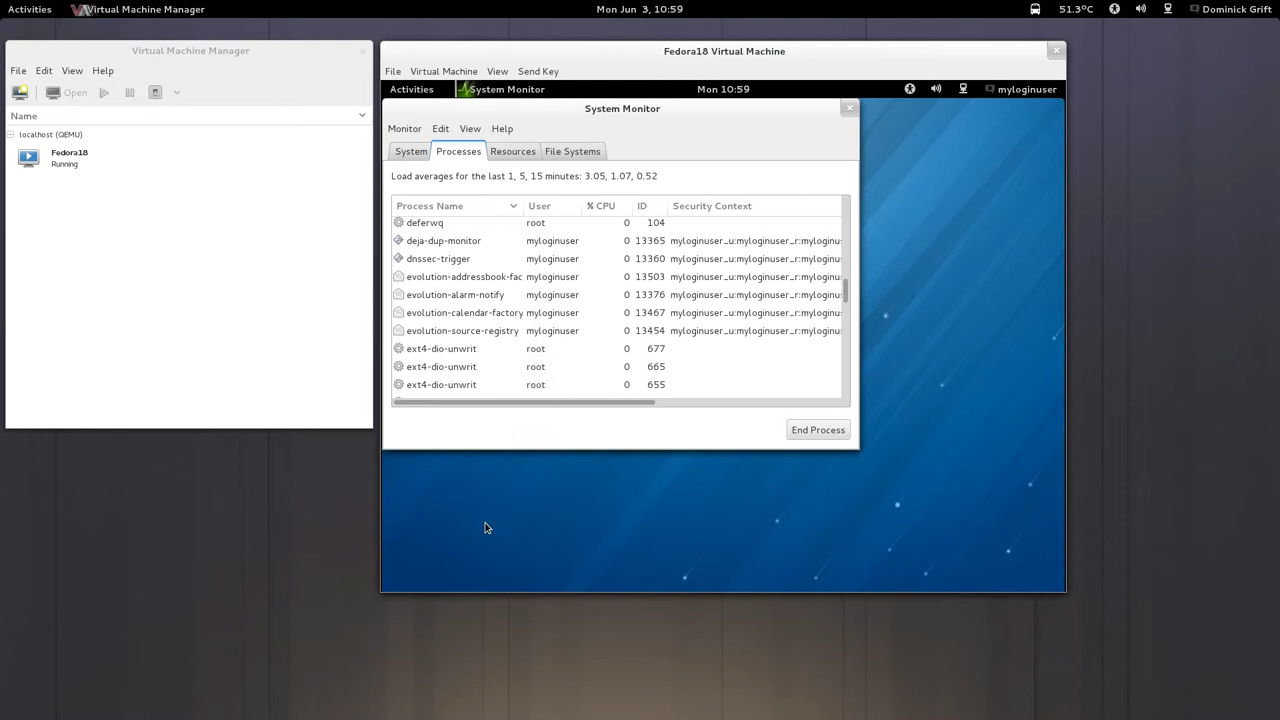 Activities Virtual Machine Manager Mon Jun 3, 10:59 51.3°C Dominick Grift
Virtual Machine Manager
File Edit View Help
Open
Name
localhost (QEMU)
Fedora18
Running
Fedora18 Virtual Machine
File Virtual Machine View Send Key
Activities System Monitor Mon 10:59 myloginuser
System Monitor
Monitor Edit View Help
System Processes Resources File Systems
Load averages for the last 1, 5, 15 minutes: 3.05, 1.07, 0.52
Process Name User % CPU ID Security Context
deferwq root 0 104
deja-dup-monitor myloginuser 0 13365 myloginuser_u:myloginuser_r:myloginu
dnssec-trigger myloginuser 0 13360 myloginuser_u:myloginuser_r:myloginu
evolution-addressbook-fac myloginuser 0 13503 myloginuser_u:myloginuser_r:myloginu
evolution-alarm-notify myloginuser 0 13376 myloginuser_u:myloginuser_r:myloginu
evolution-calendar-factory myloginuser 0 13467 myloginuser_u:myloginuser_r:myloginu
evolution-source-registry myloginuser 0 13454 myloginuser_u:myloginuser_r:myloginu
ext4-dio-unwrit root 0 677
ext4-dio-unwrit root 0 665
ext4-dio-unwrit root 0 655
End Process